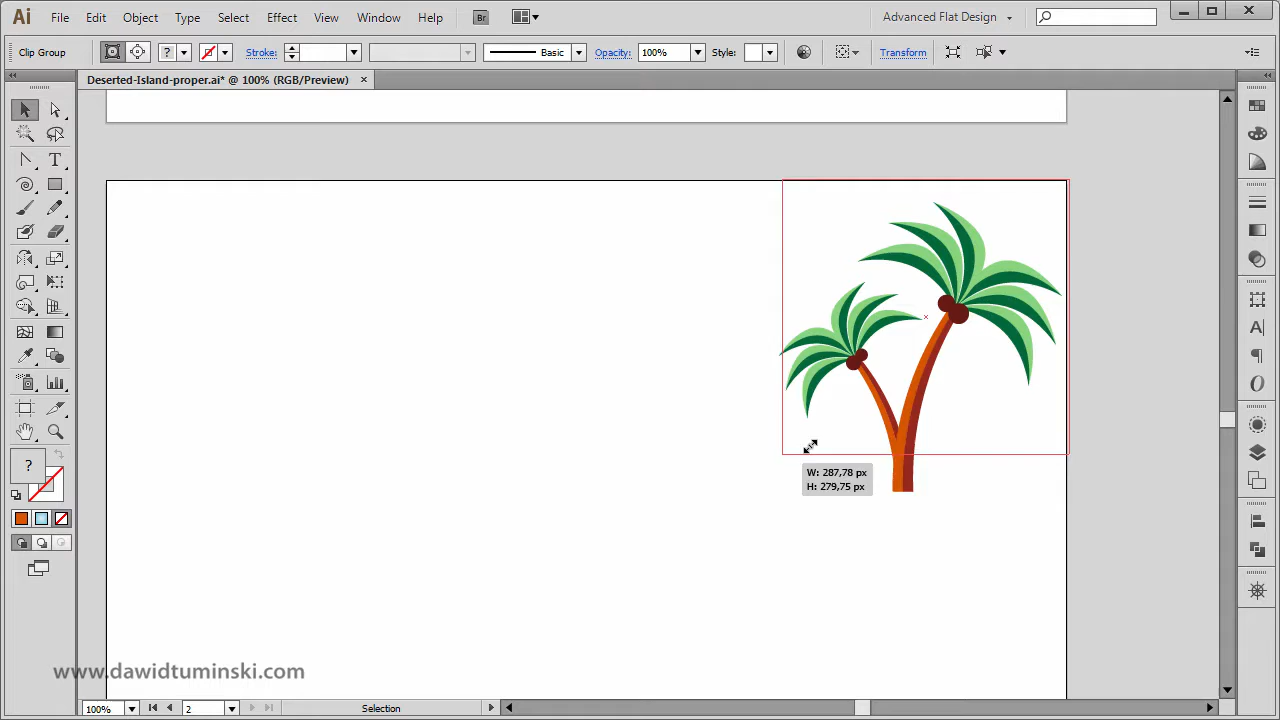 Ai File Edit Object Type Select Effect View Window Help Br Advanced Flat Design
Clip Group ? Stroke: Basic Opacity: 100% Style: Transform
Deserted-Island-proper.ai* @ 100% (RGB/Preview)
T
A
¶
O
?
W: 287,78 px
H: 279,75 px
www.dawidtuminski.com
100% 2 Selection